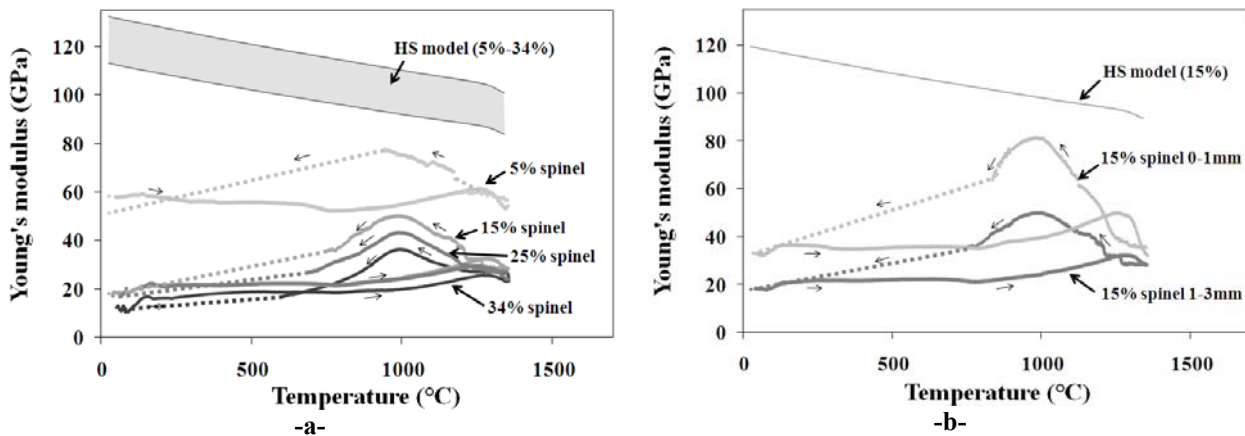 Young's modulus (GPa)
120
100
80
60
40
20
0
HS model (5%-34%)
5% spinel
15% spinel
25% spinel
34% spinel
0
500
1000
1500
Temperature (°C)
-a-
Young's modulus (GPa)
120
100
80
60
40
20
0
HS model (15%)
15% spinel 0-1mm
15% spinel 1-3mm
0
500
1000
1500
Temperature (°C)
-b-